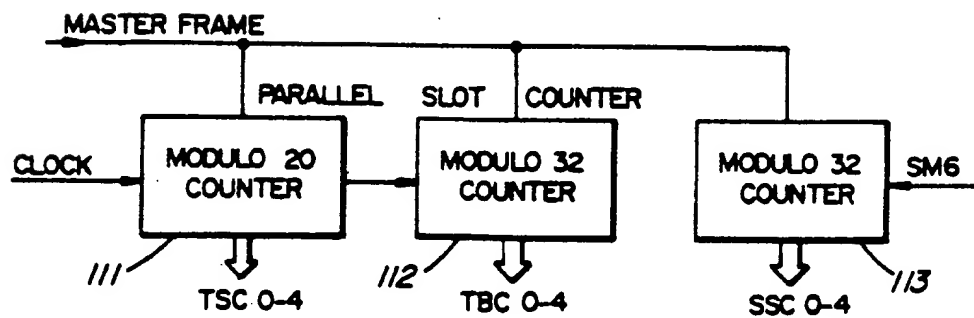 MASTER FRAME
PARALLEL SLOT COUNTER
CLOCK
MODULO 20
COUNTER
MODULO 32
COUNTER
MODULO 32
COUNTER
SM6
111
112
113
TSC 0-4
TBC 0-4
SSC 0-4